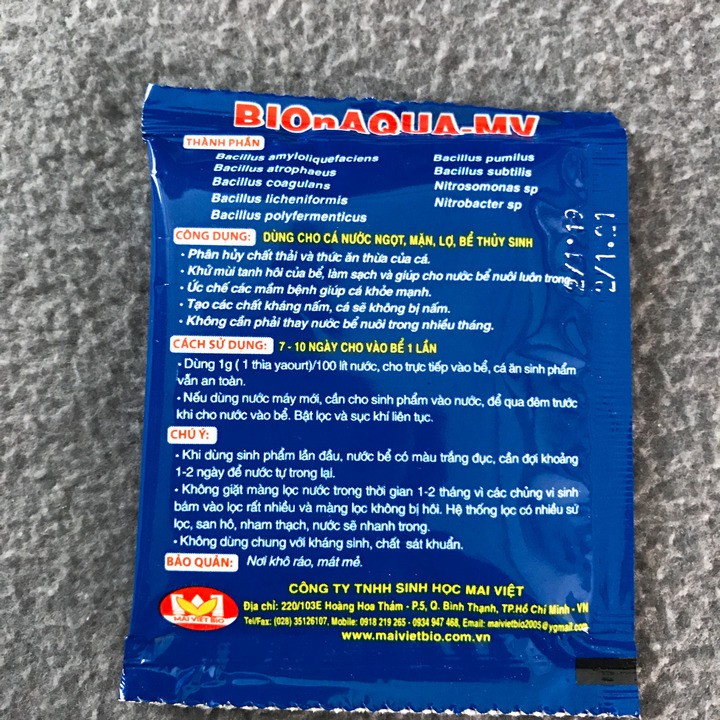 BIOnAQUA-MV
THÀNH PHẦN
Bacillus amyloliquefaciens
Bacillus atrophaeus
Bacillus coagulans
Bacillus licheniformis
Bacillus polyfermenticus
Bacillus pumilus
Bacillus subtilis
Nitrosomonas sp
Nitrobacter sp
CÔNG DỤNG: DÙNG CHO CÁ NƯỚC NGỌT, MẶN, LỢ, BỂ THỦY SINH
• Phân hủy chất thải và thức ăn thừa của cá.
• Khử mùi tanh hôi của bể, làm sạch và giúp cho nước bể nuôi luôn trong.
• Ức chế các mầm bệnh giúp cá khỏe mạnh.
• Tạo các chất kháng nấm, cá sẽ không bị nấm.
• Không cần phải thay nước bể nuôi trong nhiều tháng.
2/1.19
2/1.21
CÁCH SỬ DỤNG: 7 - 10 NGÀY CHO VÀO BỂ 1 LẦN
• Dùng 1g ( 1 thìa yaourt)/100 lít nước, cho trực tiếp vào bể, cá ăn sinh phẩm
vẫn an toàn.
• Nếu dùng nước máy mới, cần cho sinh phẩm vào nước, để qua đêm trước
khi cho nước vào bể. Bật lọc và sục khí liên tục.
CHÚ Ý:
• Khi dùng sinh phẩm lần đầu, nước bể có màu trắng đục, cần đợi khoảng
1-2 ngày để nước tự trong lại.
• Không giặt màng lọc nước trong thời gian 1-2 tháng vì các chủng vi sinh
bám vào lọc rất nhiều và màng lọc không bị hôi. Hệ thống lọc có nhiều sứ
lọc, san hô, nham thạch, nước sẽ nhanh trong.
• Không dùng chung với kháng sinh, chất sát khuẩn.
BẢO QUẢN: Nơi khô ráo, mát mẻ.
MAI VIET BIO
CÔNG TY TNHH SINH HỌC MAI VIỆT
Địa chỉ: 220/103E Hoàng Hoa Thám - P.5, Q. Bình Thạnh, TP.Hồ Chí Minh - VN
Tel/Fax: (028) 35126107, Mobile: 0918 219 265 - 0934 947 468, Email: maivietbio2005@ygmail.com
www.maivietbio.com.vn